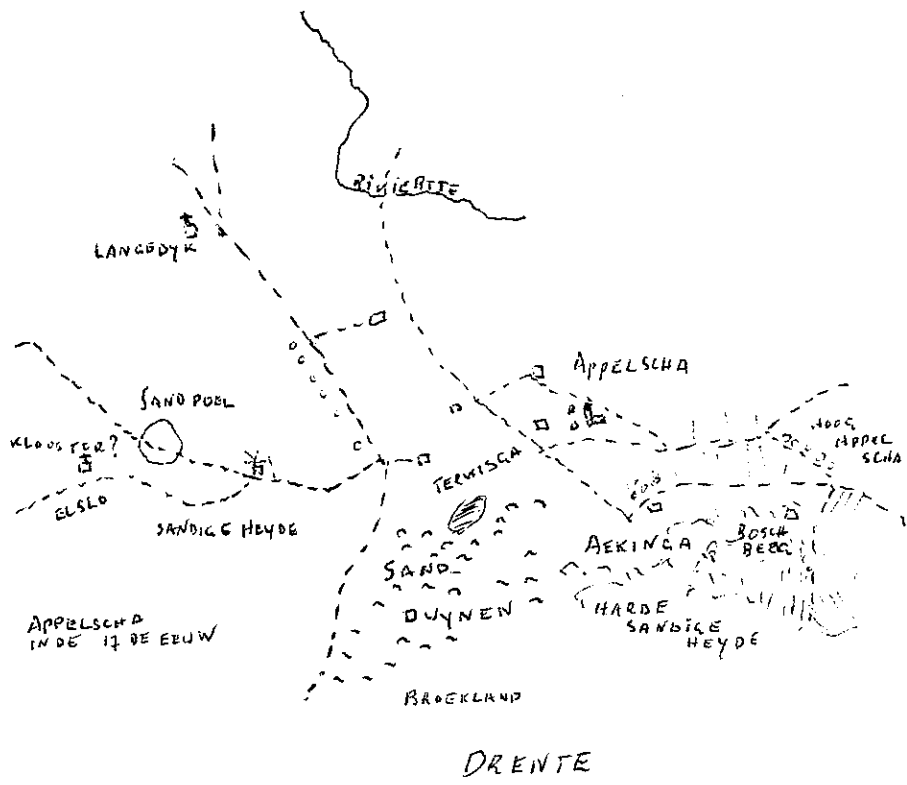 RIVIERTIE
LANGEDYK
APPELSCHA
SANDPOEL
HOOG
APPEL
SCHA
KLOOSTER?
TERWISGA
ELSLO
SANDIGE HEYDE
AEKINGA
BOSCH
BERG
SAND-
DUYNEN
HARDE
SANDIGE
HEYDE
APPELSCHA
IN DE 17 DE EEUW
BROEKLAND
DRENTE